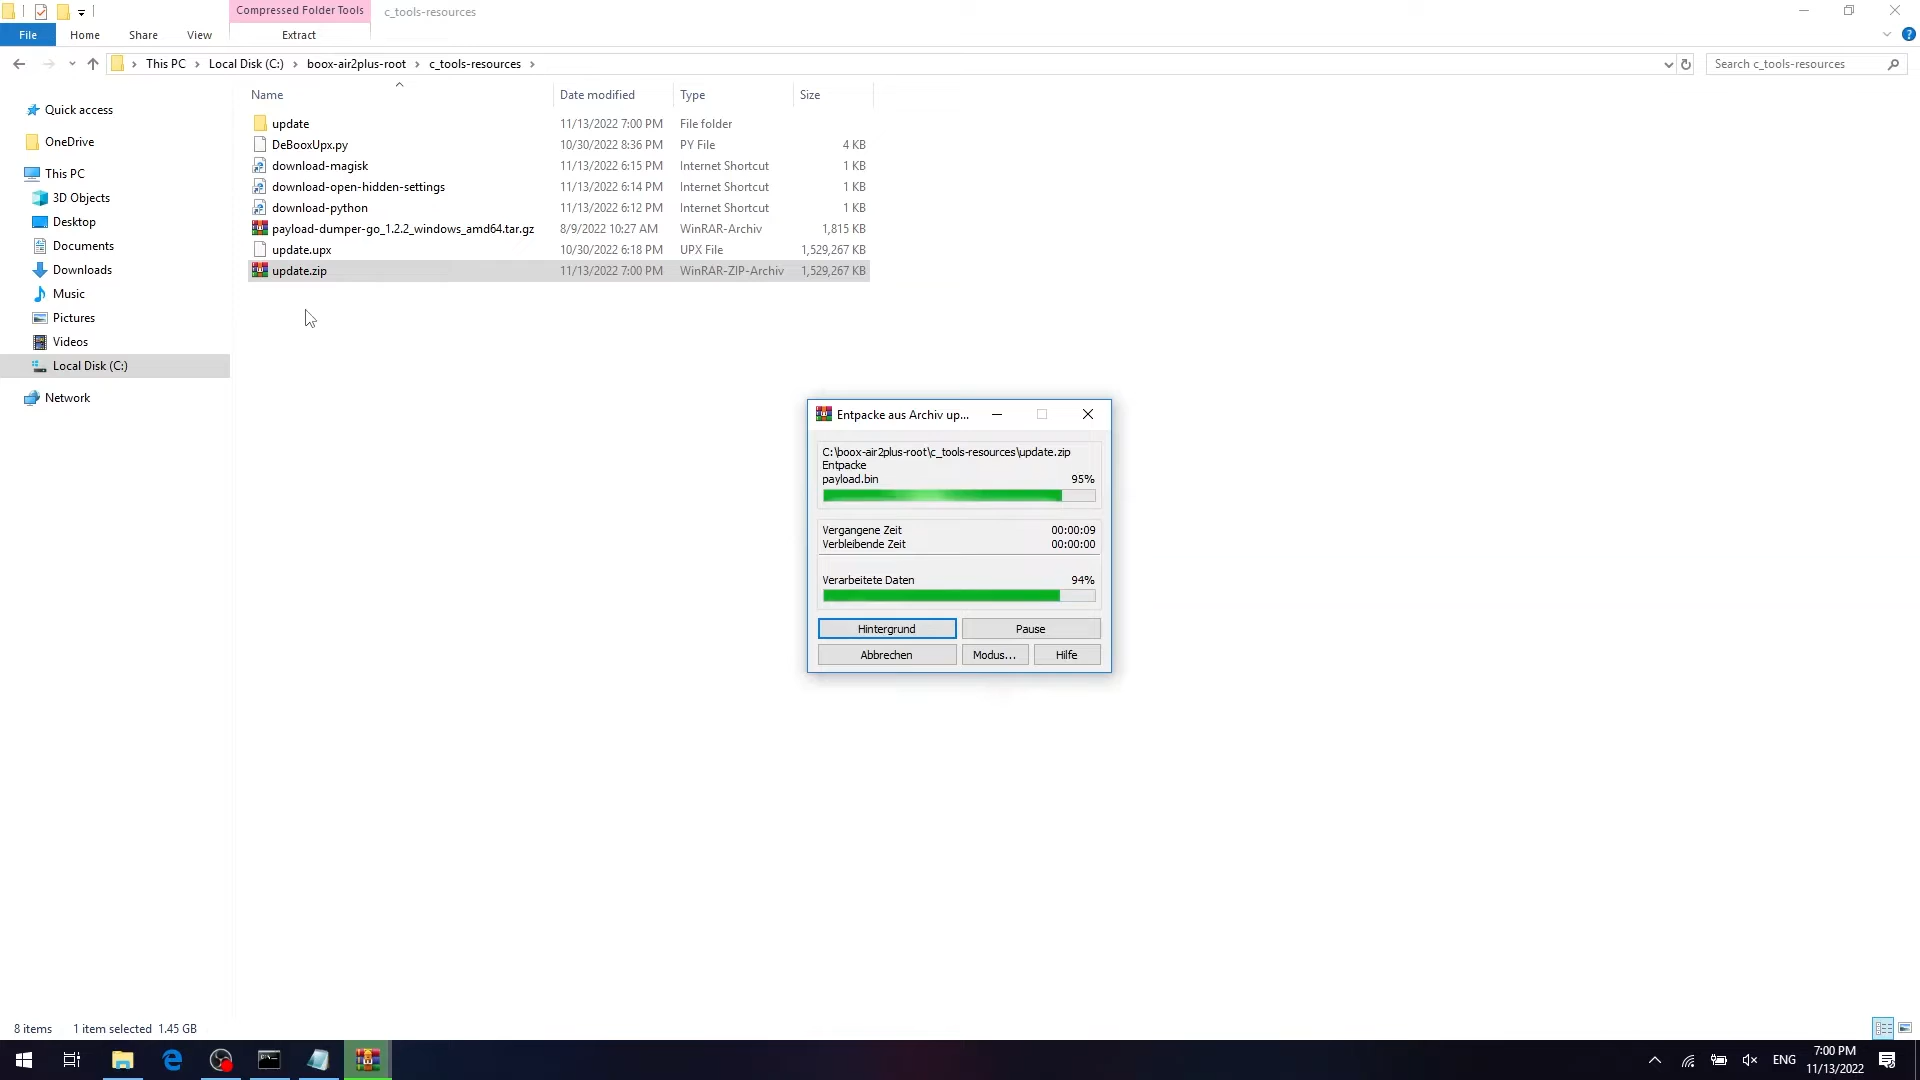 Compressed Folder Tools
c_tools-resources
File
Home
Share
View
Extract
This PC
Local Disk (C:)
boox-air2plus-root
c_tools-resources
Search c_tools-resources
Name
Date modified
Type
Size
Quick access
OneDrive
This PC
3D Objects
Desktop
Documents
Downloads
Music
Pictures
Videos
Local Disk (C:)
Network
update 11/13/2022 7:00 PM File folder
DeBooxUpx.py 10/30/2022 8:36 PM PY File 4 KB
download-magisk 11/13/2022 6:15 PM Internet Shortcut 1 KB
download-open-hidden-settings 11/13/2022 6:14 PM Internet Shortcut 1 KB
download-python 11/13/2022 6:12 PM Internet Shortcut 1 KB
payload-dumper-go_1.2.2_windows_amd64.tar.gz 8/9/2022 10:27 AM WinRAR-Archiv 1,815 KB
update.upx 10/30/2022 6:18 PM UPX File 1,529,267 KB
update.zip 11/13/2022 7:00 PM WinRAR-ZIP-Archiv 1,529,267 KB
Entpacke aus Archiv up...
C:\boox-air2plus-root\c_tools-resources\update.zip
Entpacke
payload.bin 95%
Vergangene Zeit 00:00:09
Verbleibende Zeit 00:00:00
Verarbeitete Daten 94%
Hintergrund
Pause
Abbrechen
Modus...
Hilfe
8 items
1 item selected 1.45 GB
ENG
7:00 PM
11/13/2022